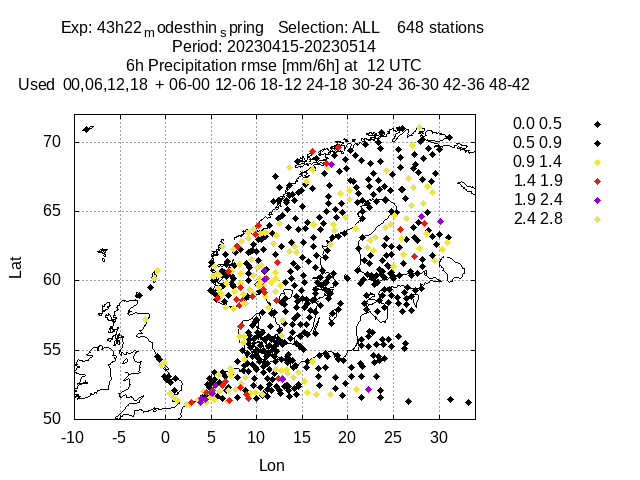 Exp: 43h22modesthinspring   Selection: ALL    648 stations
Period: 20230415-20230514
6h Precipitation rmse [mm/6h] at  12 UTC
Used  00,06,12,18  + 06-00 12-06 18-12 24-18 30-24 36-30 42-36 48-42
0.0 0.5
0.5 0.9
0.9 1.4
1.4 1.9
1.9 2.4
2.4 2.8
70
65
60
55
50
Lat
-10 -5 0 5 10 15 20 25 30
Lon